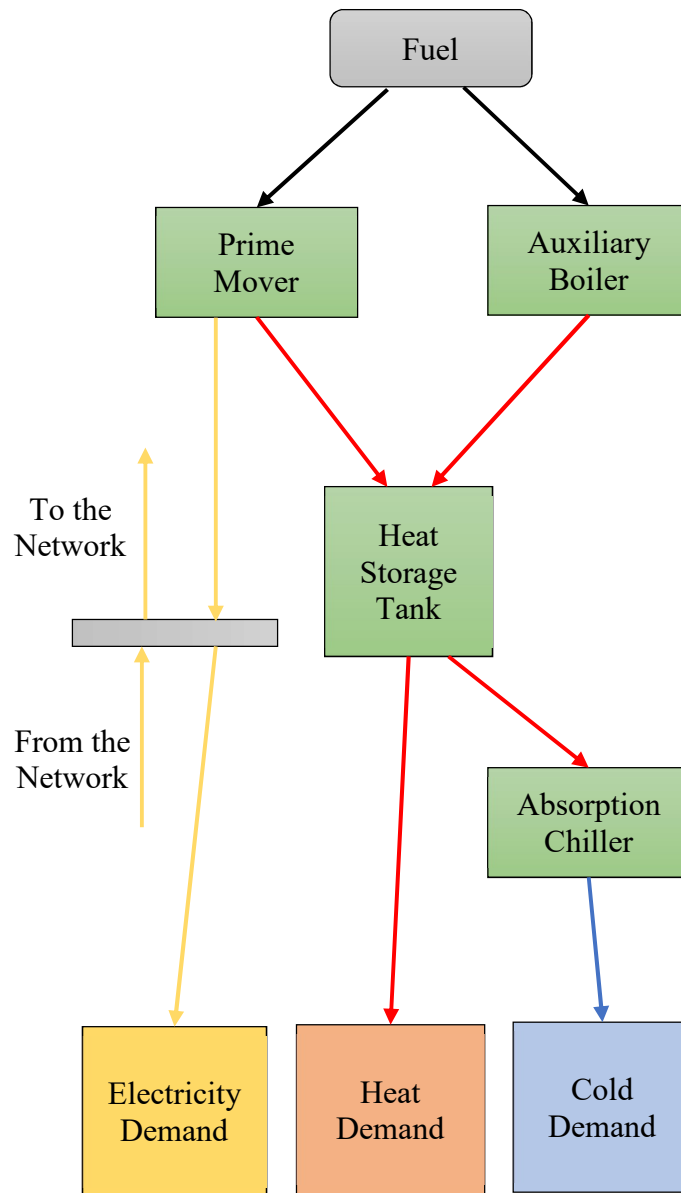 Fuel
Prime
Mover
Auxiliary
Boiler
To the
Network
Heat
Storage
Tank
From the
Network
Absorption
Chiller
Electricity
Demand
Heat
Demand
Cold
Demand